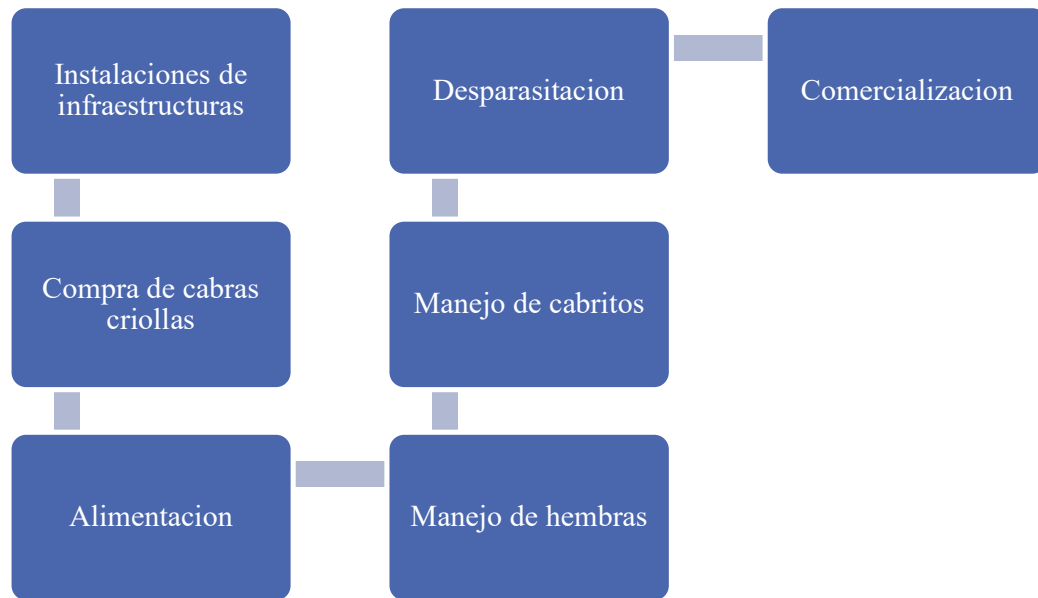 Instalaciones de
infraestructuras
Compra de cabras
criollas
Alimentacion
Manejo de hembras
Manejo de cabritos
Desparasitacion
Comercializacion